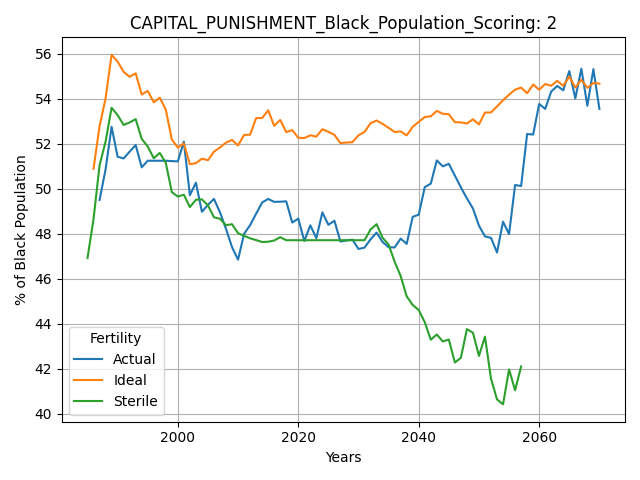 CAPITAL_PUNISHMENT_Black_Population_Scoring: 2
% of Black Population
56
54
52
50
48
46
44
42
40
Fertility
Actual
Ideal
Sterile
2000 2020 2040 2060
Years